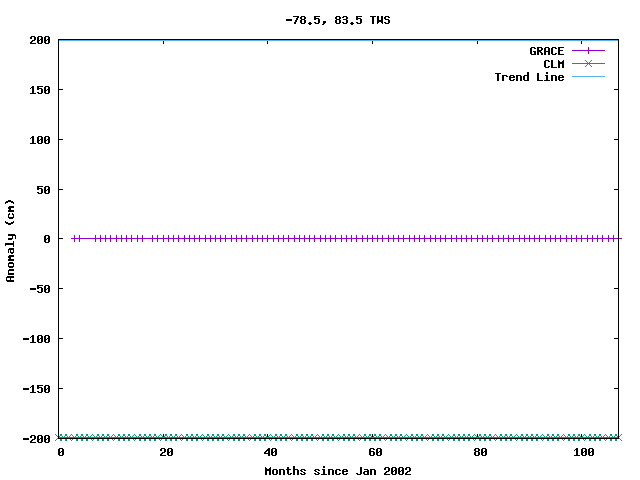 -78.5, 83.5 TWS
GRACE
CLM
Trend Line
200
150
100
50
0
-50
-100
-150
-200
Anomaly (cm)
0 20 40 60 80 100
Months since Jan 2002